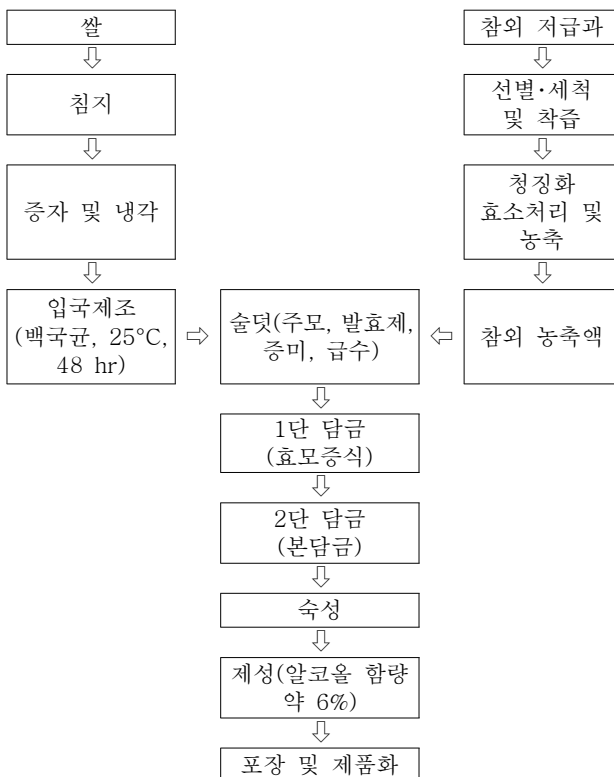 쌀
침지
증자 및 냉각
입국제조
(백국균, 25°C,
48 hr)
참외 저급과
선별·세척
및 착즙
청징화
효소처리 및
농축
참외 농축액
술덧(주모, 발효제,
증미, 급수)
1단 담금
(효모증식)
2단 담금
(본담금)
숙성
제성(알코올 함량
약 6%)
포장 및 제품화